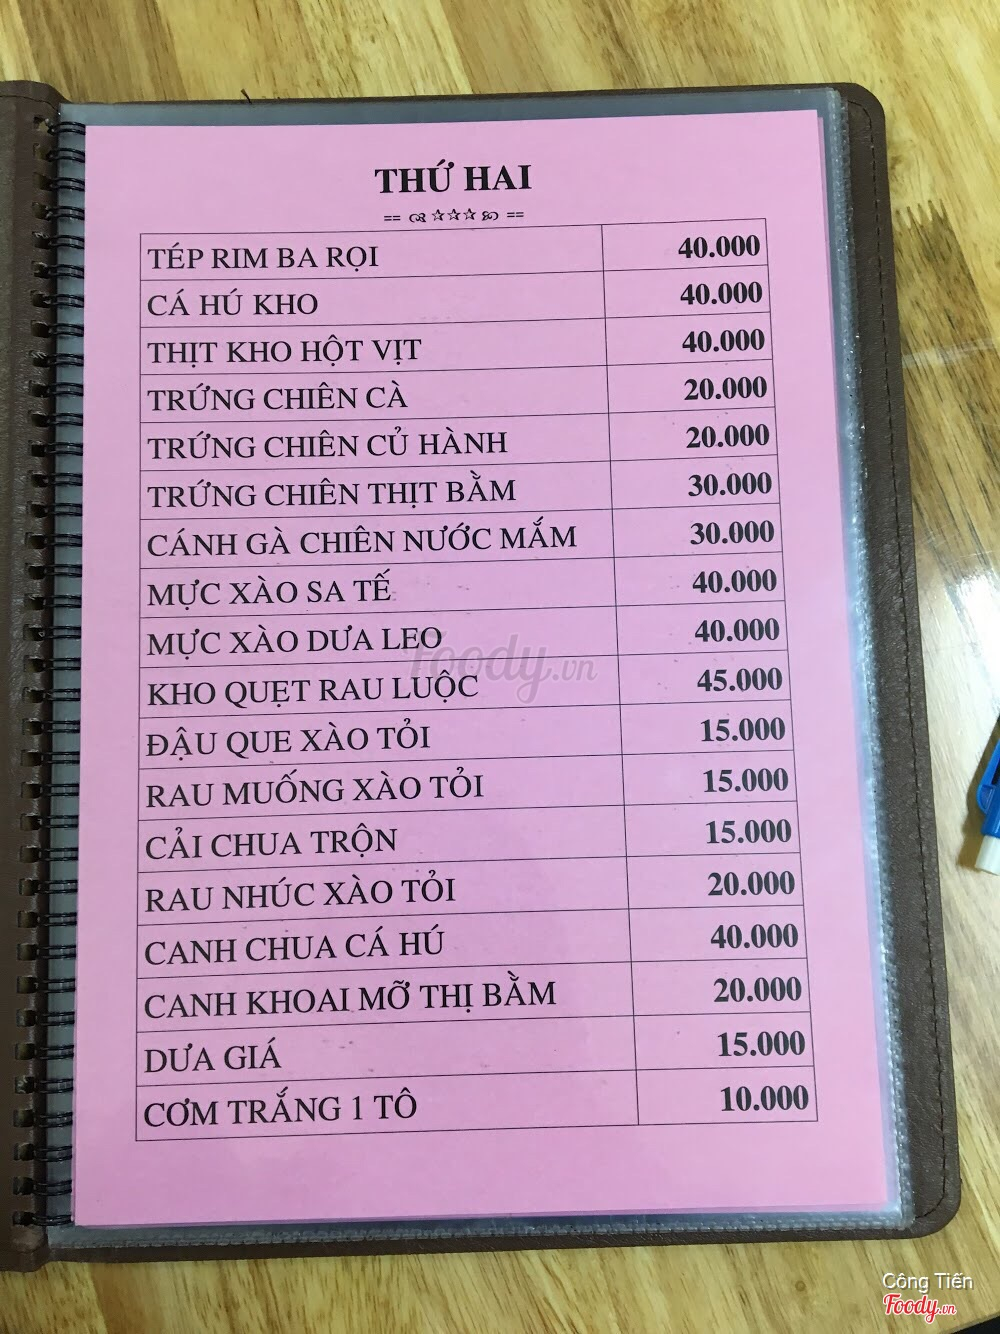 THỨ HAI
== ☆☆☆ ==
TÉP RIM BA RỌI 40.000
CÁ HÚ KHO 40.000
THỊT KHO HỘT VỊT 40.000
TRỨNG CHIÊN CÀ 20.000
TRỨNG CHIÊN CỦ HÀNH 20.000
TRỨNG CHIÊN THỊT BẰM 30.000
CÁNH GÀ CHIÊN NƯỚC MẮM 30.000
MỰC XÀO SA TẾ 40.000
MỰC XÀO DƯA LEO 40.000
Foody.vn
KHO QUẸT RAU LUỘC 45.000
ĐẬU QUE XÀO TỎI 15.000
RAU MUỐNG XÀO TỎI 15.000
CẢI CHUA TRỘN 15.000
RAU NHÚC XÀO TỎI 20.000
CANH CHUA CÁ HÚ 40.000
CANH KHOAI MỠ THỊ BẰM 20.000
DƯA GIÁ 15.000
CƠM TRẮNG 1 TÔ 10.000
Công Tiến
Foody.vn